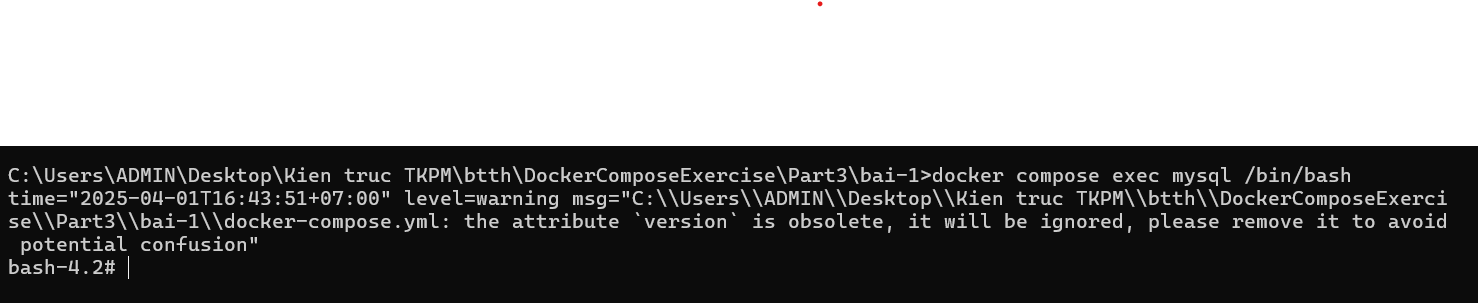 C:\Users\ADMIN\Desktop\Kien truc TKPM\btth\DockerComposeExercise\Part3\bai-1>docker compose exec mysql /bin/bash
time="2025-04-01T16:43:51+07:00" level=warning msg="C:\\Users\\ADMIN\\Desktop\\Kien truc TKPM\\btth\\DockerComposeExerci
se\\Part3\\bai-1\\docker-compose.yml: the attribute `version` is obsolete, it will be ignored, please remove it to avoid
 potential confusion"
bash-4.2#